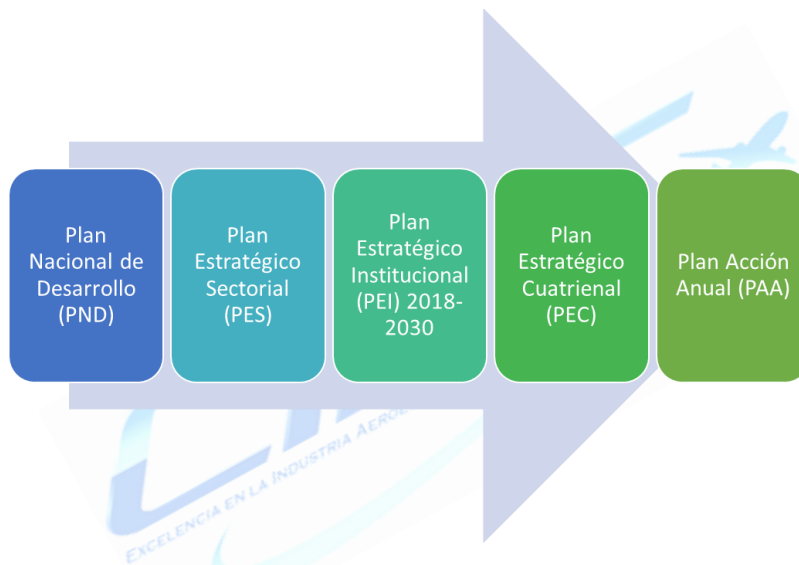 Plan
Nacional de
Desarrollo
(PND)
Plan
Estratégico
Sectorial
(PES)
Plan
Estratégico
Institucional
(PEI) 2018-
2030
Plan
Estratégico
Cuatrienal
(PEC)
Plan Acción
Anual (PAA)
EXCELENCIA EN LA INDUSTRIA